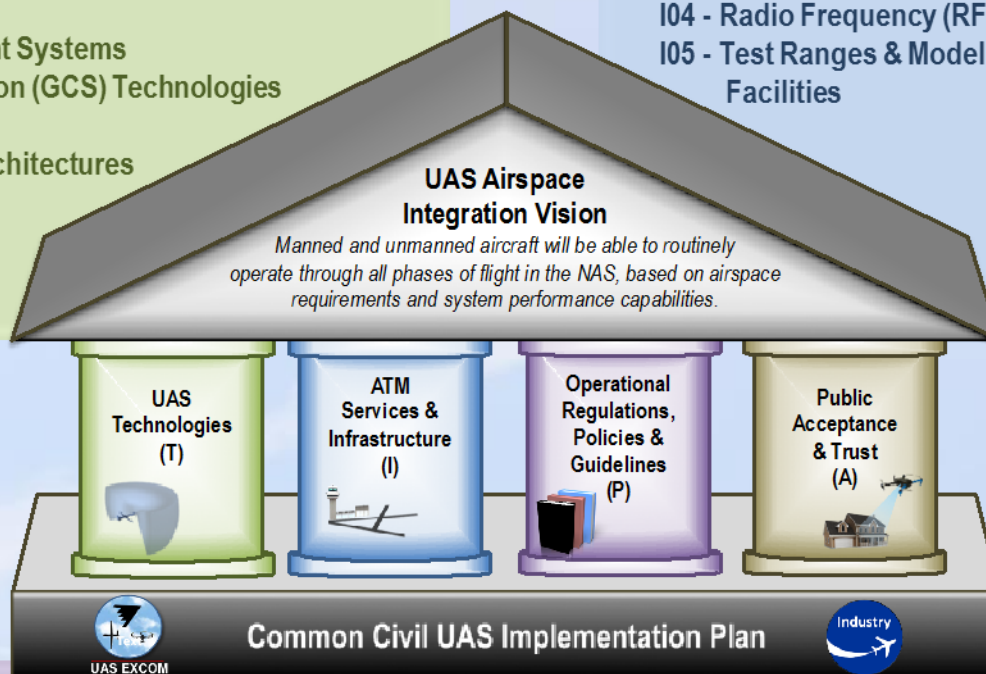 nt Systems
on (GCS) Technologies
chitectures
I04 - Radio Frequency (RF
I05 - Test Ranges & Model
Facilities
UAS Airspace
Integration Vision
Manned and unmanned aircraft will be able to routinely
operate through all phases of flight in the NAS, based on airspace
requirements and system performance capabilities.
UAS
Technologies
(T)
ATM
Services &
Infrastructure
(I)
Operational
Regulations,
Policies &
Guidelines
(P)
Public
Acceptance
& Trust
(A)
UAS EXCOM
Common Civil UAS Implementation Plan
Industry